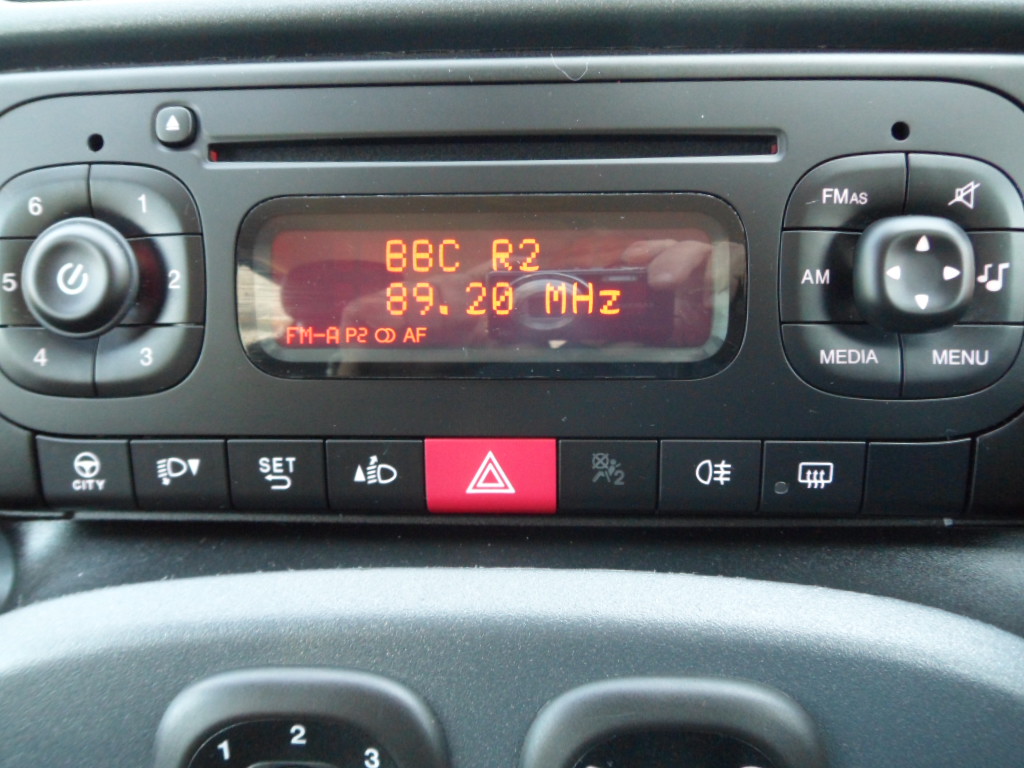 6 1
5 2
4 3
BBC R2
89.20 MHz
FM-A P2 AF
FMAS
AM
MEDIA MENU
CITY
SET
2
1 2 3